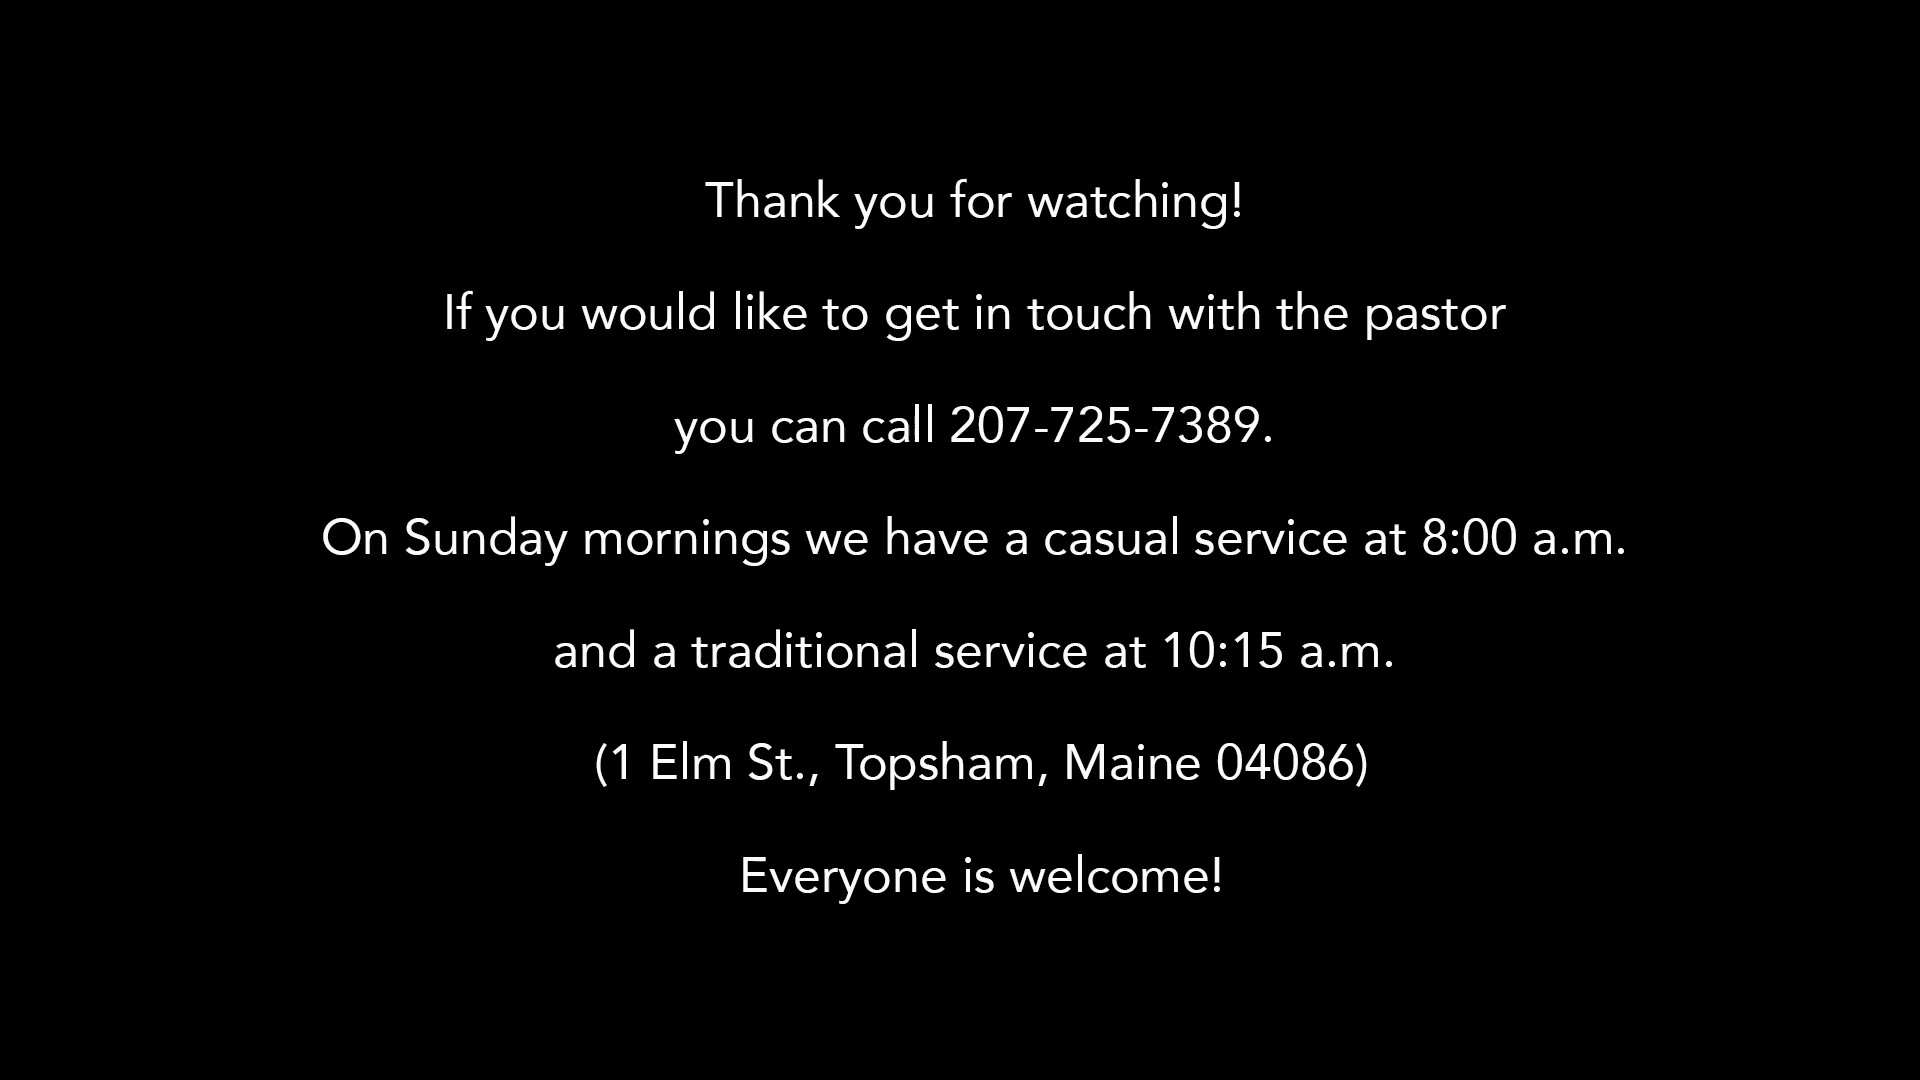 Thank you for watching!
If you would like to get in touch with the pastor
you can call 207-725-7389.
On Sunday mornings we have a casual service at 8:00 a.m.
and a traditional service at 10:15 a.m.
(1 Elm St., Topsham, Maine 04086)
Everyone is welcome!